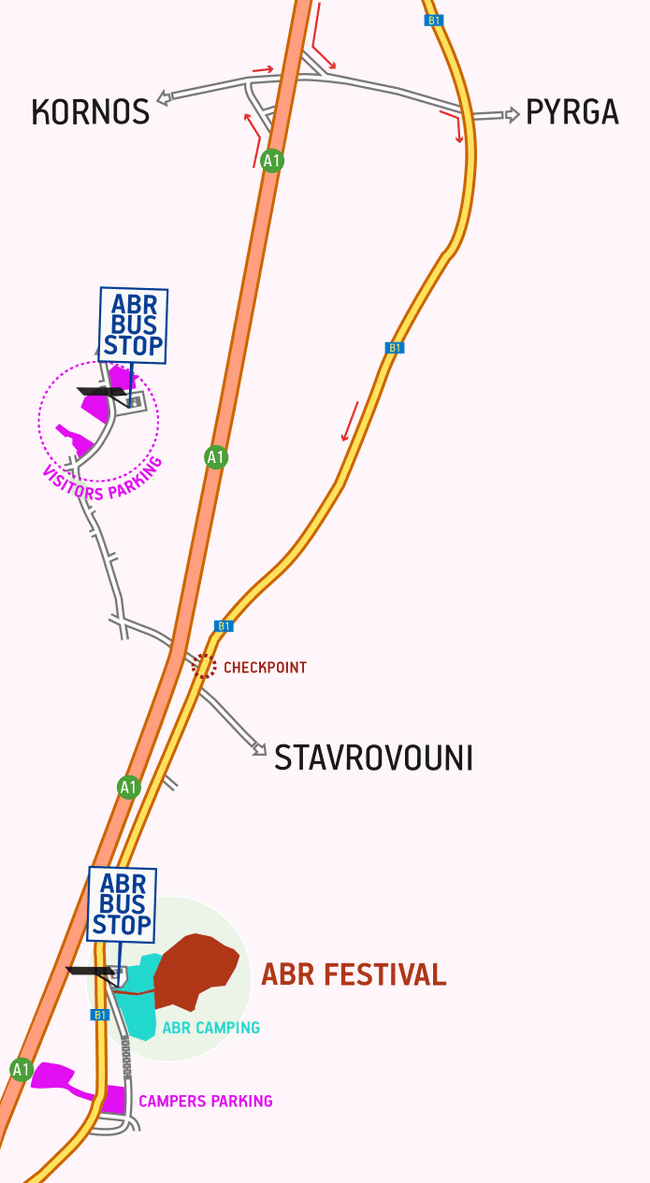 B1
KORNOS
PYRGA
A1
ABR
BUS
STOP
B1
A1
VISITORS PARKING
B1
CHECKPOINT
STAVROVOUNI
A1
ABR
BUS
STOP
ABR FESTIVAL
B1
ABR CAMPING
A1
CAMPERS PARKING